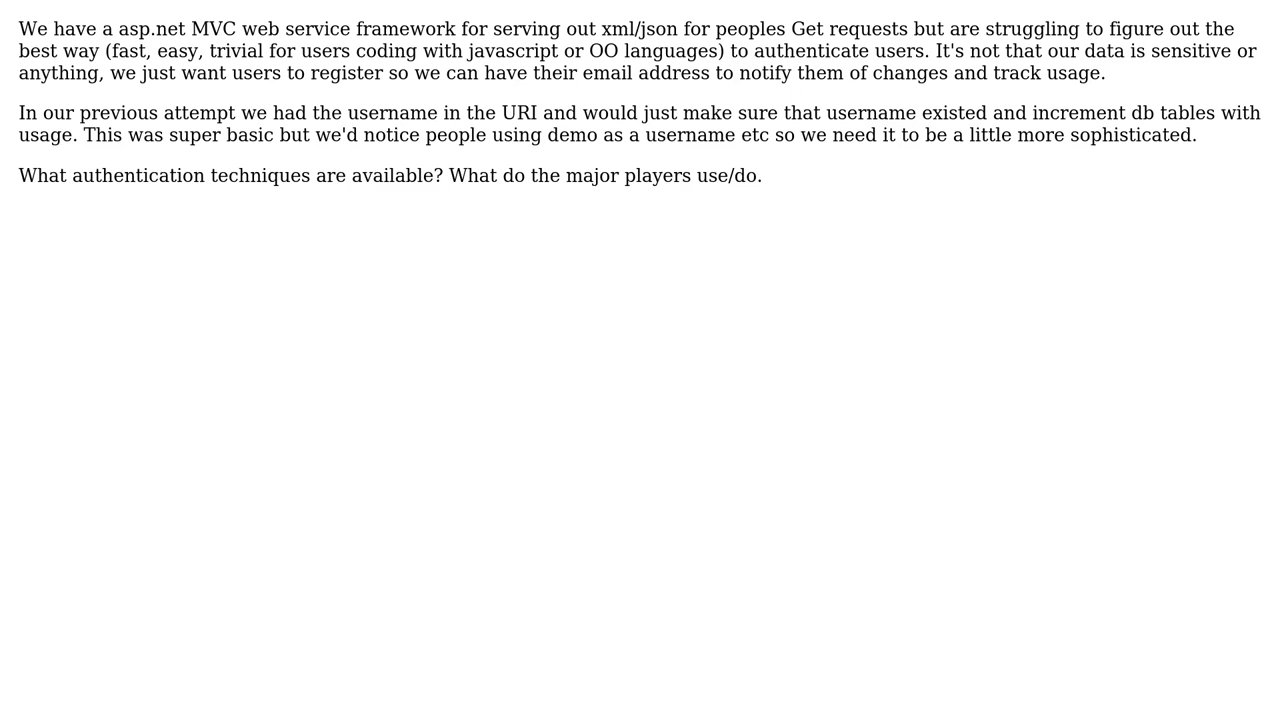 We have a asp.net MVC web service framework for serving out xml/json for peoples Get requests but are struggling to figure out the
best way (fast, easy, trivial for users coding with javascript or OO languages) to authenticate users. It's not that our data is sensitive or
anything, we just want users to register so we can have their email address to notify them of changes and track usage.
In our previous attempt we had the username in the URI and would just make sure that username existed and increment db tables with
usage. This was super basic but we'd notice people using demo as a username etc so we need it to be a little more sophisticated.
What authentication techniques are available? What do the major players use/do.